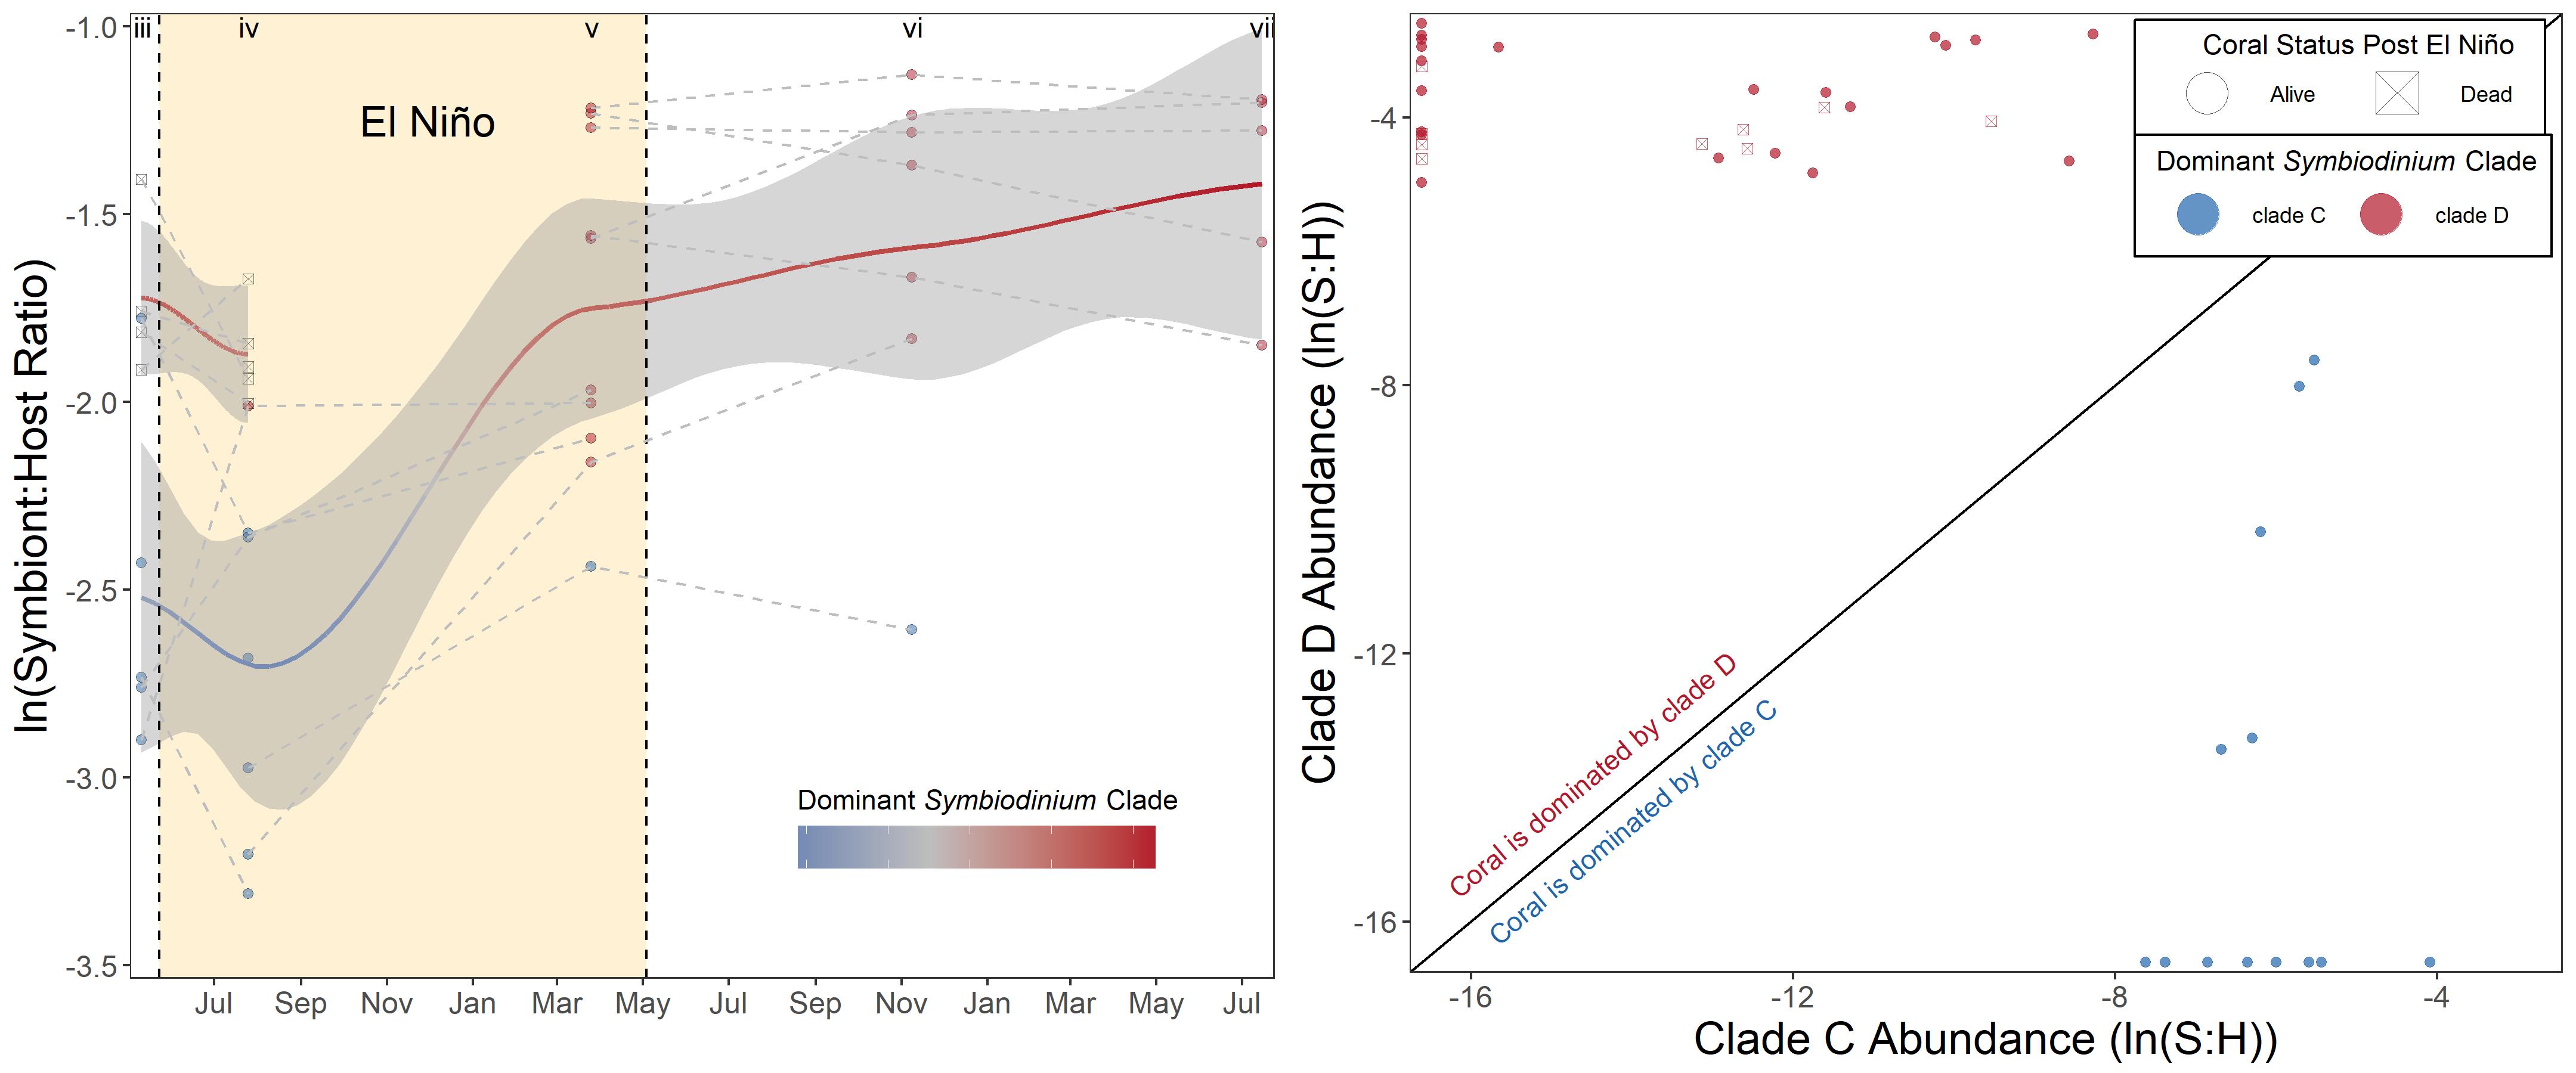 iii iv v vi vii
El Niño
ln(Symbiont:Host Ratio)
-1.0
-1.5
-2.0
-2.5
-3.0
-3.5
Dominant Symbiodinium Clade
Jul Sep Nov Jan Mar May Jul Sep Nov Jan Mar May Jul
Clade D Abundance (ln(S:H))
-4
-8
-12
-16
Coral Status Post El Niño
Alive Dead
Dominant Symbiodinium Clade
clade C clade D
Coral is dominated by clade D
Coral is dominated by clade C
-16 -12 -8 -4
Clade C Abundance (ln(S:H))